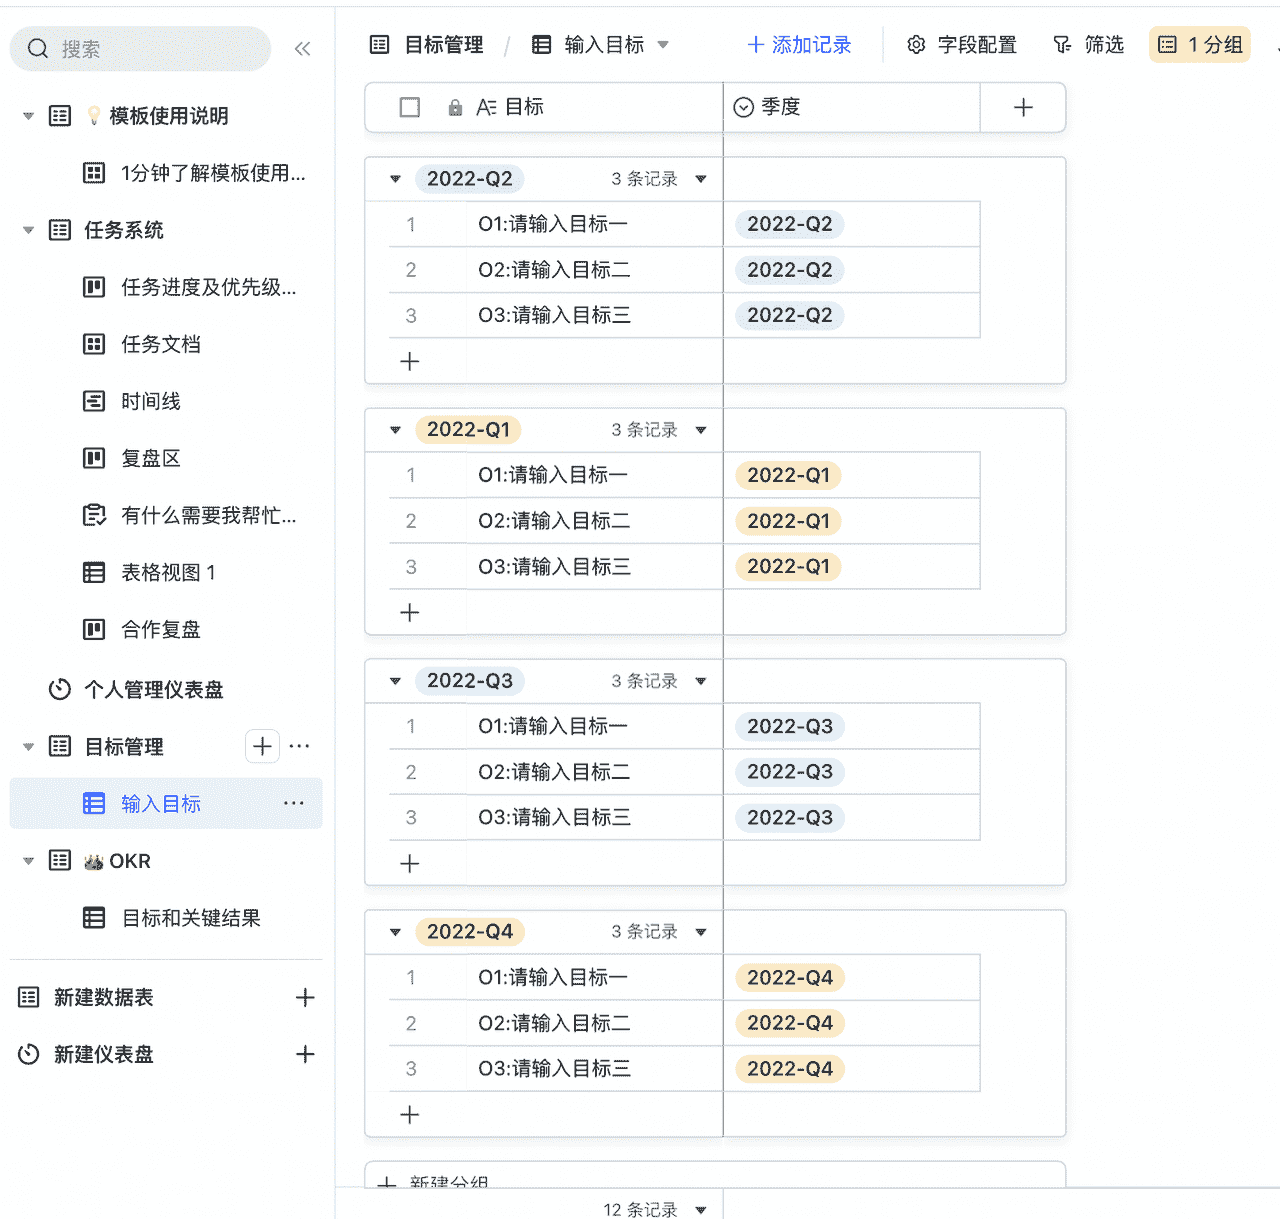 搜索
模板使用说明
1分钟了解模板使用...
任务系统
任务进度及优先级...
任务文档
时间线
复盘区
有什么需要我帮忙...
表格视图 1
合作复盘
个人管理仪表盘
目标管理
输入目标
OKR
目标和关键结果
新建数据表
新建仪表盘
目标管理 / 输入目标 添加记录 字段配置 筛选 1 分组
目标 季度
2022-Q2 3 条记录
1 O1:请输入目标一 2022-Q2
2 O2:请输入目标二 2022-Q2
3 O3:请输入目标三 2022-Q2
2022-Q1 3 条记录
1 O1:请输入目标一 2022-Q1
2 O2:请输入目标二 2022-Q1
3 O3:请输入目标三 2022-Q1
2022-Q3 3 条记录
1 O1:请输入目标一 2022-Q3
2 O2:请输入目标二 2022-Q3
3 O3:请输入目标三 2022-Q3
2022-Q4 3 条记录
1 O1:请输入目标一 2022-Q4
2 O2:请输入目标二 2022-Q4
3 O3:请输入目标三 2022-Q4
新建分组
12 条记录